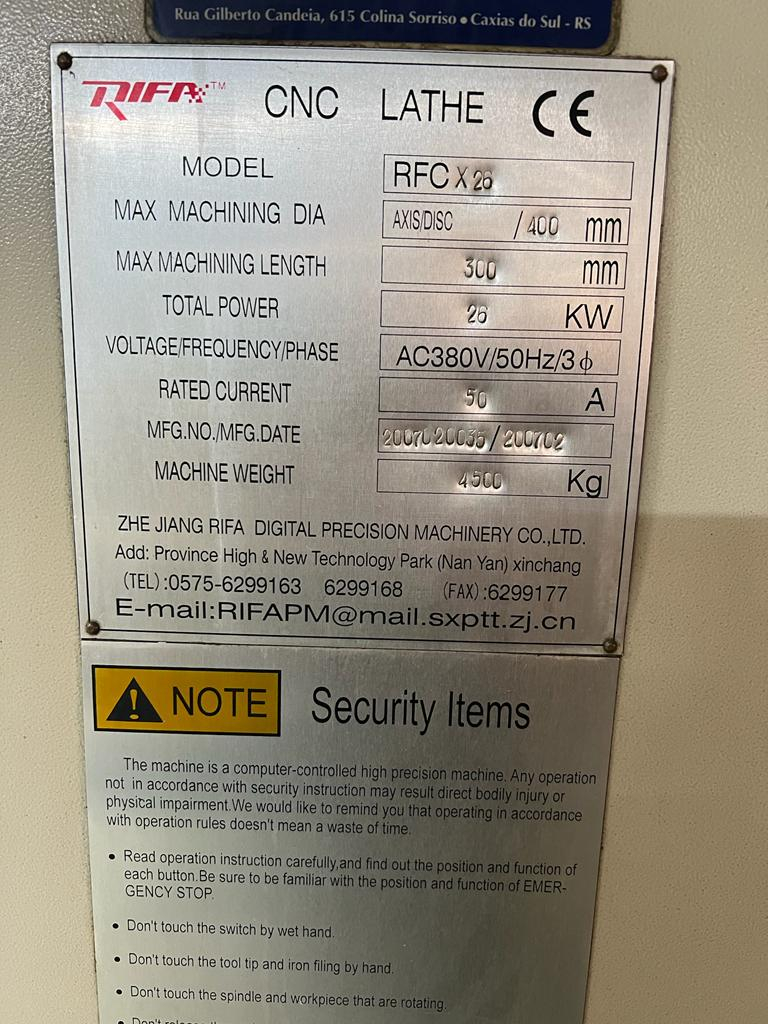 Rua Gilberto Candeia, 615 Colina Sorriso • Caxias do Sul - RS
RIFA™ CNC LATHE CE
MODEL RFC X 26
MAX MACHINING DIA AXIS/DISC /400 mm
MAX MACHINING LENGTH 300 mm
TOTAL POWER 26 KW
VOLTAGE/FREQUENCY/PHASE AC380V/50Hz/3ϕ
RATED CURRENT 50 A
MFG.NO./MFG.DATE 2007020035/200702
MACHINE WEIGHT 4500 Kg
ZHE JIANG RIFA DIGITAL PRECISION MACHINERY CO.,LTD.
Add: Province High & New Technology Park (Nan Yan) xinchang
(TEL):0575-6299163 6299168 (FAX):6299177
E-mail:RIFAPM@mail.sxptt.zj.cn
NOTE Security Items
The machine is a computer-controlled high precision machine. Any operation
not in accordance with security instruction may result direct bodily injury or
physical impairment.We would like to remind you that operating in accordance
with operation rules doesn't mean a waste of time.
• Read operation instruction carefully,and find out the position and function of
each button.Be sure to be familiar with the position and function of EMER-
GENCY STOP.
• Don't touch the switch by wet hand.
• Don't touch the tool tip and iron filing by hand.
• Don't touch the spindle and workpiece that are rotating.
• Don't